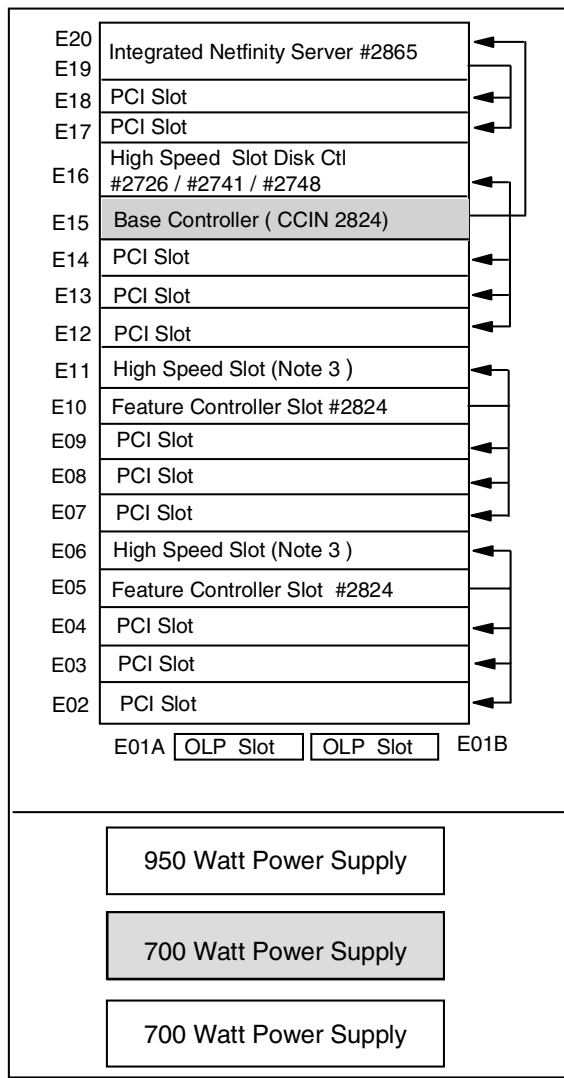 E20
Integrated Netfinity Server #2865
E19
E18 PCI Slot
E17 PCI Slot
High Speed Slot Disk Ctl
E16
#2726 / #2741 / #2748
E15 Base Controller ( CCIN 2824)
E14 PCI Slot
E13 PCI Slot
E12 PCI Slot
E11 High Speed Slot (Note 3 )
E10 Feature Controller Slot #2824
E09 PCI Slot
E08 PCI Slot
E07 PCI Slot
E06 High Speed Slot (Note 3 )
E05 Feature Controller Slot #2824
E04 PCI Slot
E03 PCI Slot
E02 PCI Slot
E01A OLP Slot OLP Slot E01B
950 Watt Power Supply
700 Watt Power Supply
700 Watt Power Supply